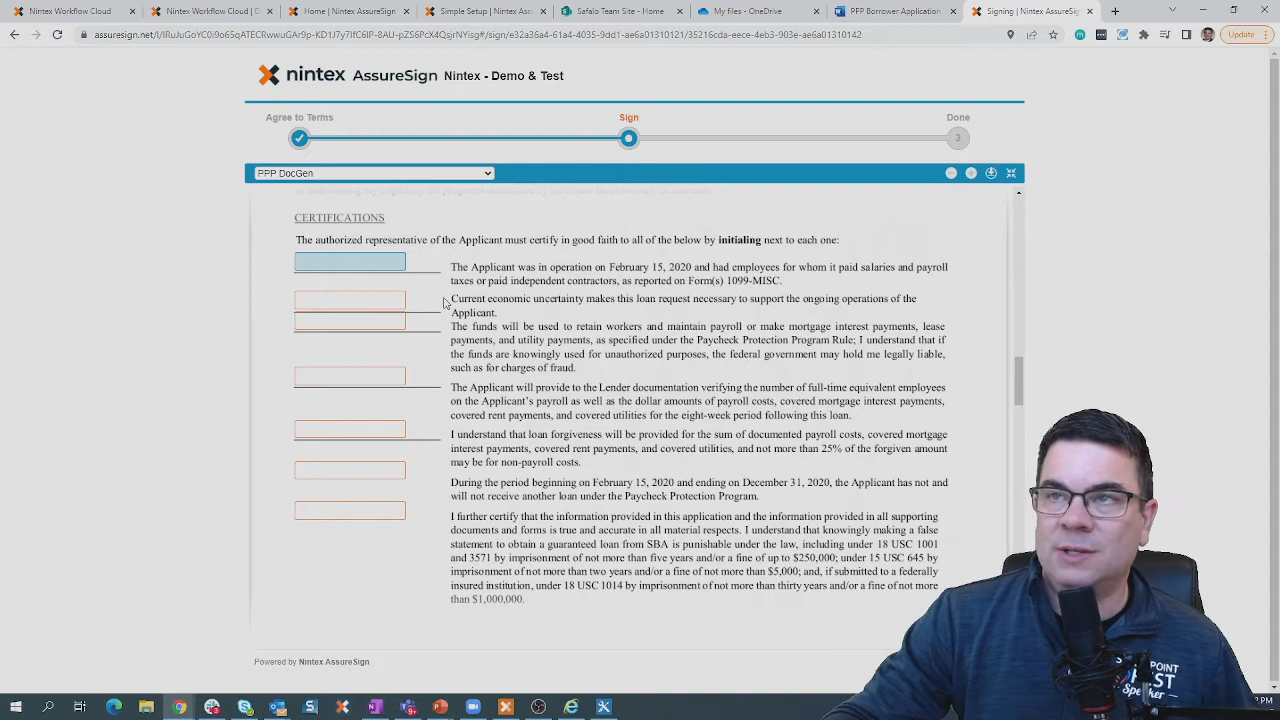 Nintex Workflow Cloud
Nintex Workflow Cloud | D
Home | Nintex Assure
Simple Setup | Nintex Ass
Safalo Team Site - Home
My files - OneDrive
PPP Borrower Application
Signing | Nintex As
Update
nintex AssureSign Nintex - Demo & Test
Agree to Terms
Sign
Done
3
PPP DocGen
CERTIFICATIONS
The authorized representative of the Applicant must certify in good faith to all of the below by initialing next to each one:
The Applicant was in operation on February 15, 2020 and had employees for whom it paid salaries and payroll
taxes or paid independent contractors, as reported on Form(s) 1099-MISC.
Current economic uncertainty makes this loan request necessary to support the ongoing operations of the
Applicant.
The funds will be used to retain workers and maintain payroll or make mortgage interest payments, lease
payments, and utility payments, as specified under the Paycheck Protection Program Rule; I understand that if
the funds are knowingly used for unauthorized purposes, the federal government may hold me legally liable,
such as for charges of fraud.
The Applicant will provide to the Lender documentation verifying the number of full-time equivalent employees
on the Applicant's payroll as well as the dollar amounts of payroll costs, covered mortgage interest payments,
covered rent payments, and covered utilities for the eight-week period following this loan.
I understand that loan forgiveness will be provided for the sum of documented payroll costs, covered mortgage
interest payments, covered rent payments, and covered utilities, and not more than 25% of the forgiven amount
may be for non-payroll costs.
During the period beginning on February 15, 2020 and ending on December 31, 2020, the Applicant has not and
will not receive another loan under the Paycheck Protection Program.
I further certify that the information provided in this application and the information provided in all supporting
documents and forms is true and accurate in all material respects. I understand that knowingly making a false
statement to obtain a guaranteed loan from SBA is punishable under the law, including under 18 USC 1001
and 3571 by imprisonment of not more than five years and/or a fine of up to $250,000; under 15 USC 645 by
imprisonment of not more than two years and/or a fine of not more than $5,000; and, if submitted to a federally
insured institution, under 18 USC 1014 by imprisonment of not more than thirty years and/or a fine of not more
than $1,000,000.
Powered by Nintex AssureSign
POINT
Speaker